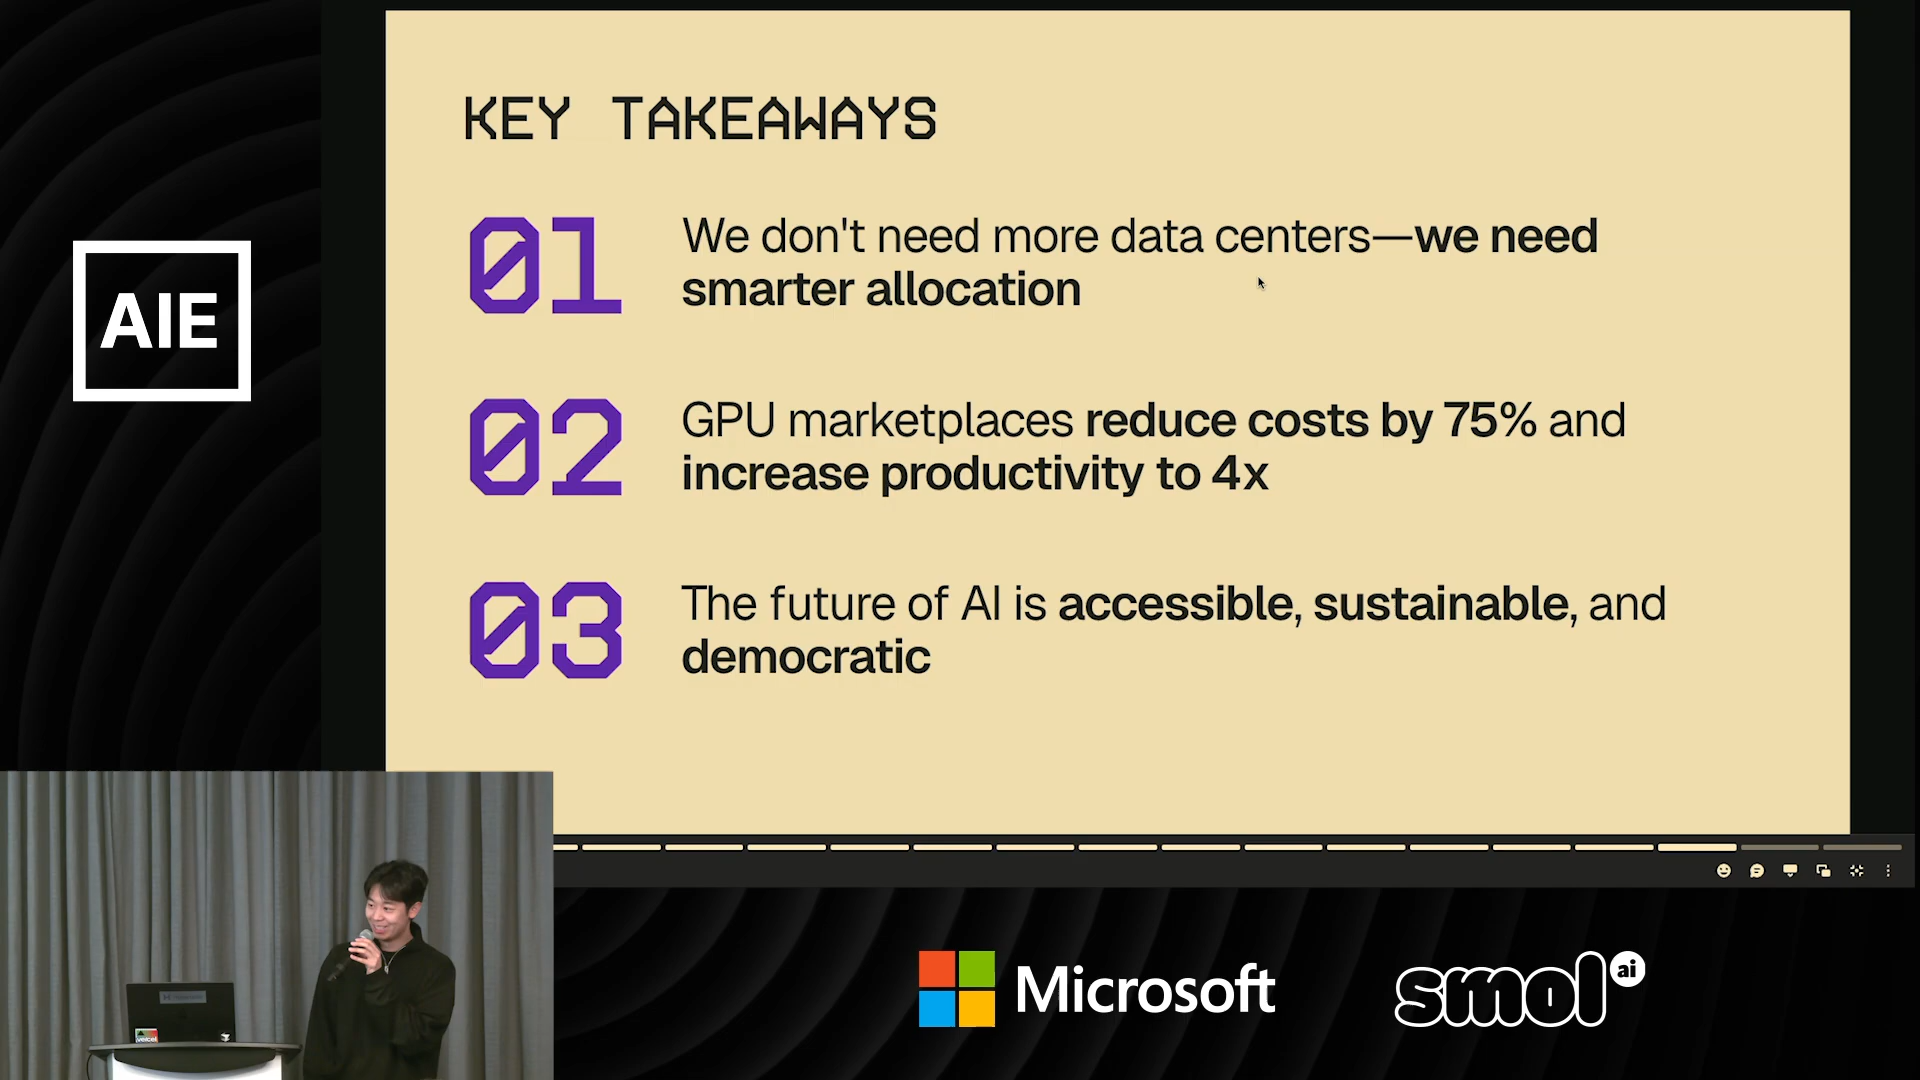 KEY TAKEAWAYS
01
We don't need more data centers—we need
smarter allocation
02
GPU marketplaces reduce costs by 75% and
increase productivity to 4x
03
The future of AI is accessible, sustainable, and
democratic
AIE
Microsoft
smol ai